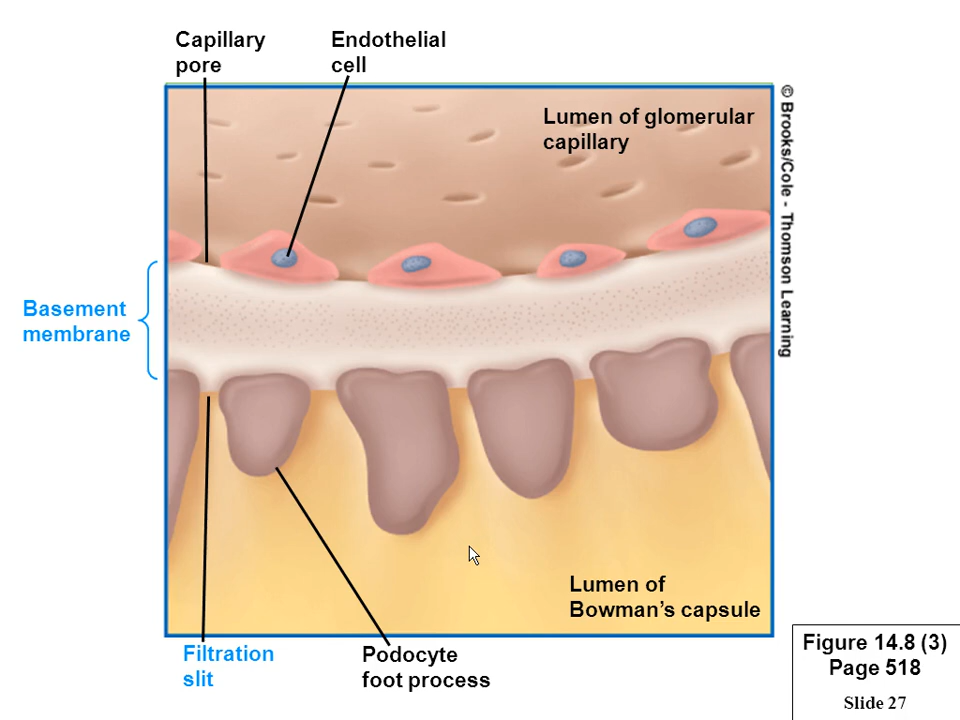 Capillary
pore
Endothelial
cell
Lumen of glomerular
capillary
© Brooks/Cole - Thomson Learning
Basement
membrane
Lumen of
Bowman’s capsule
Filtration
slit
Podocyte
foot process
Figure 14.8 (3)
Page 518
Slide 27